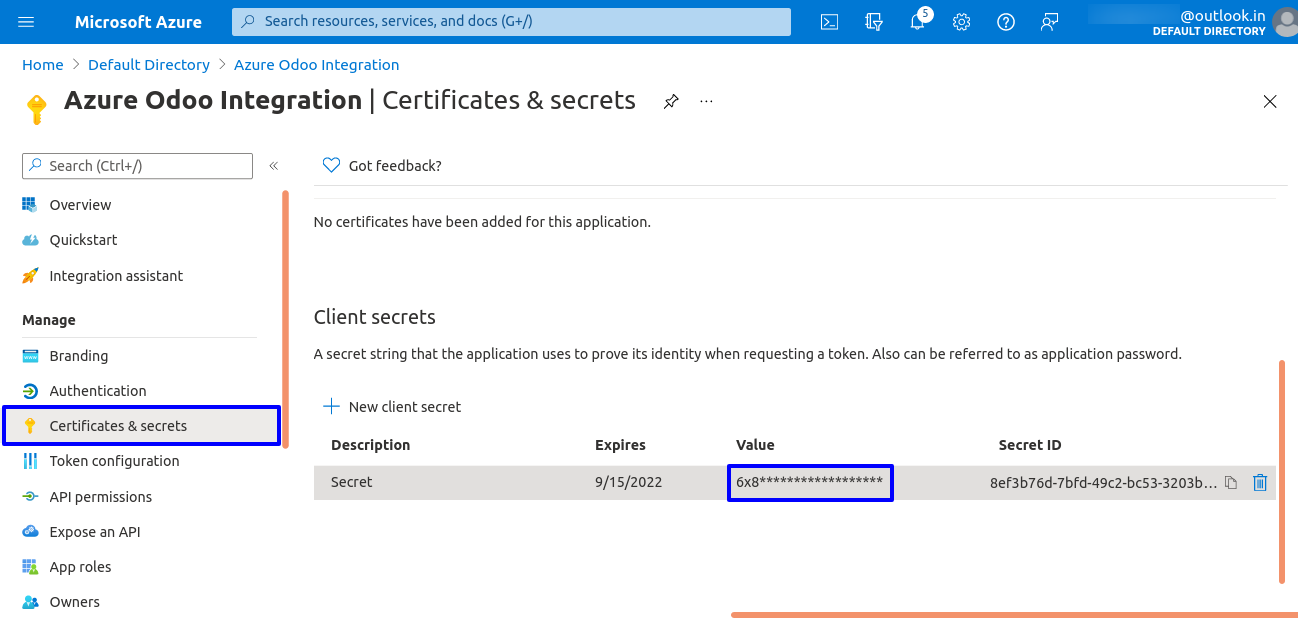 Microsoft Azure
Search resources, services, and docs (G+/)
5
@outlook.in
DEFAULT DIRECTORY
Home > Default Directory > Azure Odoo Integration
Azure Odoo Integration | Certificates & secrets
Search (Ctrl+/)
Got feedback?
Overview
Quickstart
Integration assistant
Manage
Branding
Authentication
Certificates & secrets
Token configuration
API permissions
Expose an API
App roles
Owners
No certificates have been added for this application.
Client secrets
A secret string that the application uses to prove its identity when requesting a token. Also can be referred to as application password.
New client secret
Description Expires Value Secret ID
Secret 9/15/2022 6x8****************** 8ef3b76d-7bfd-49c2-bc53-3203b...